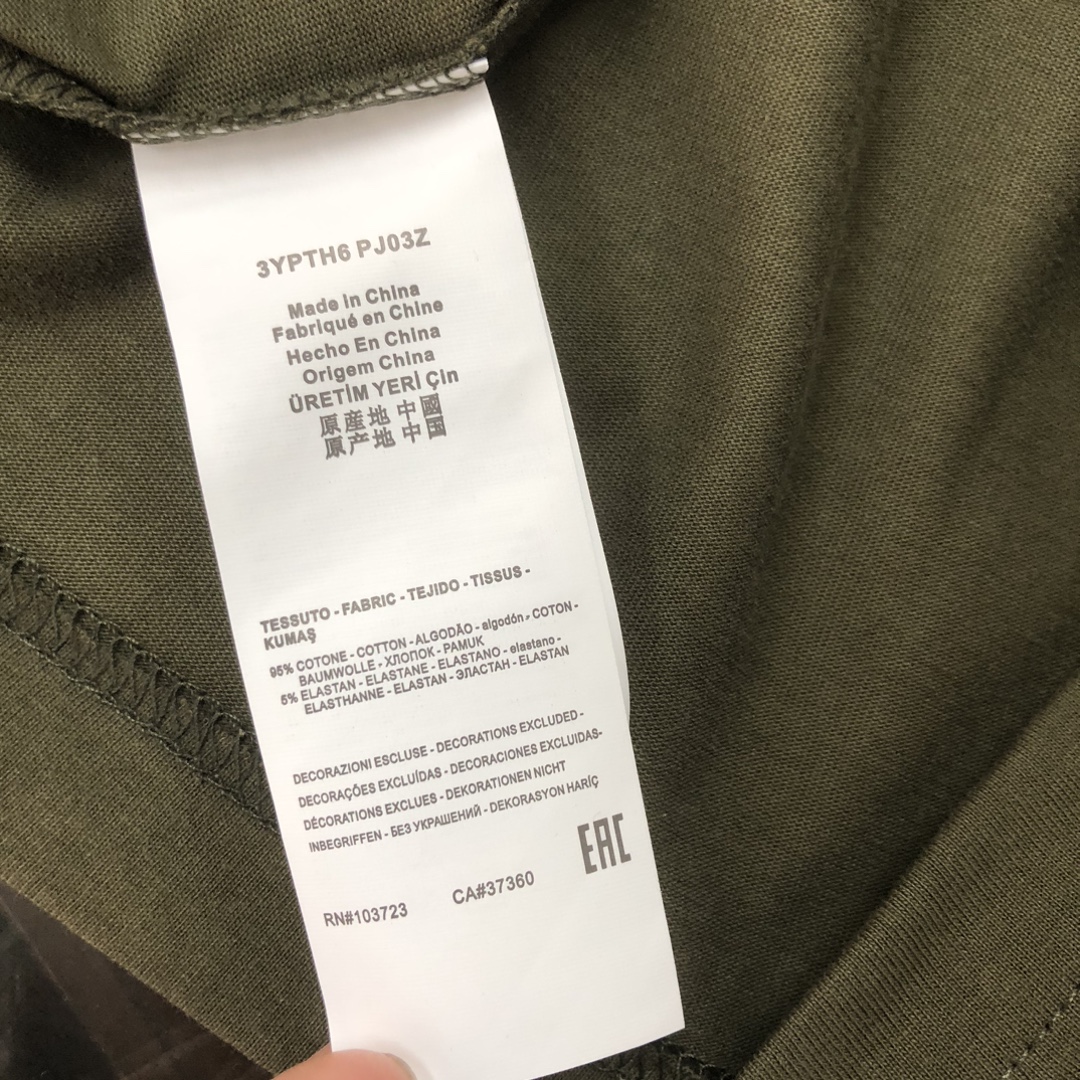 3YPTH6 PJ03Z
Made in China
Fabriqué en Chine
Hecho En China
Origem China
ÜRETİM YERİ Çin
原産地 中國
原产地 中国
TESSUTO - FABRIC - TEJIDO - TISSUS -
KUMAŞ
95% COTONE - COTTON - ALGODÃO - algodón - COTON -
BAUMWOLLE - ХЛОПОК - PAMUK
5% ELASTAN - ELASTANE - ELASTANO - elastano -
ELASTHANNE - ELASTAN - ЭЛАСТАН - ELASTAN
DECORAZIONI ESCLUSE - DECORATIONS EXCLUDED -
DECORAÇÕES EXCLUÍDAS - DECORACIONES EXCLUIDAS-
DÉCORATIONS EXCLUES - DEKORATIONEN NICHT
INBEGRIFFEN - БЕЗ УКРАШЕНИЙ - DEKORASYON HARİÇ
EAC
RN#103723 CA#37360